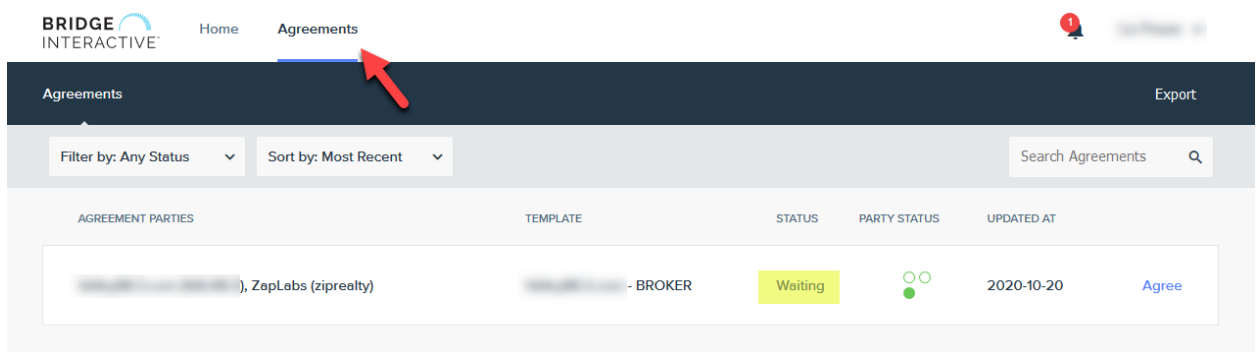 BRIDGE
INTERACTIVE
Home Agreements 1
Agreements Export
Filter by: Any Status Sort by: Most Recent Search Agreements
AGREEMENT PARTIES TEMPLATE STATUS PARTY STATUS UPDATED AT
), ZapLabs (ziprealty) - BROKER Waiting 2020-10-20 Agree